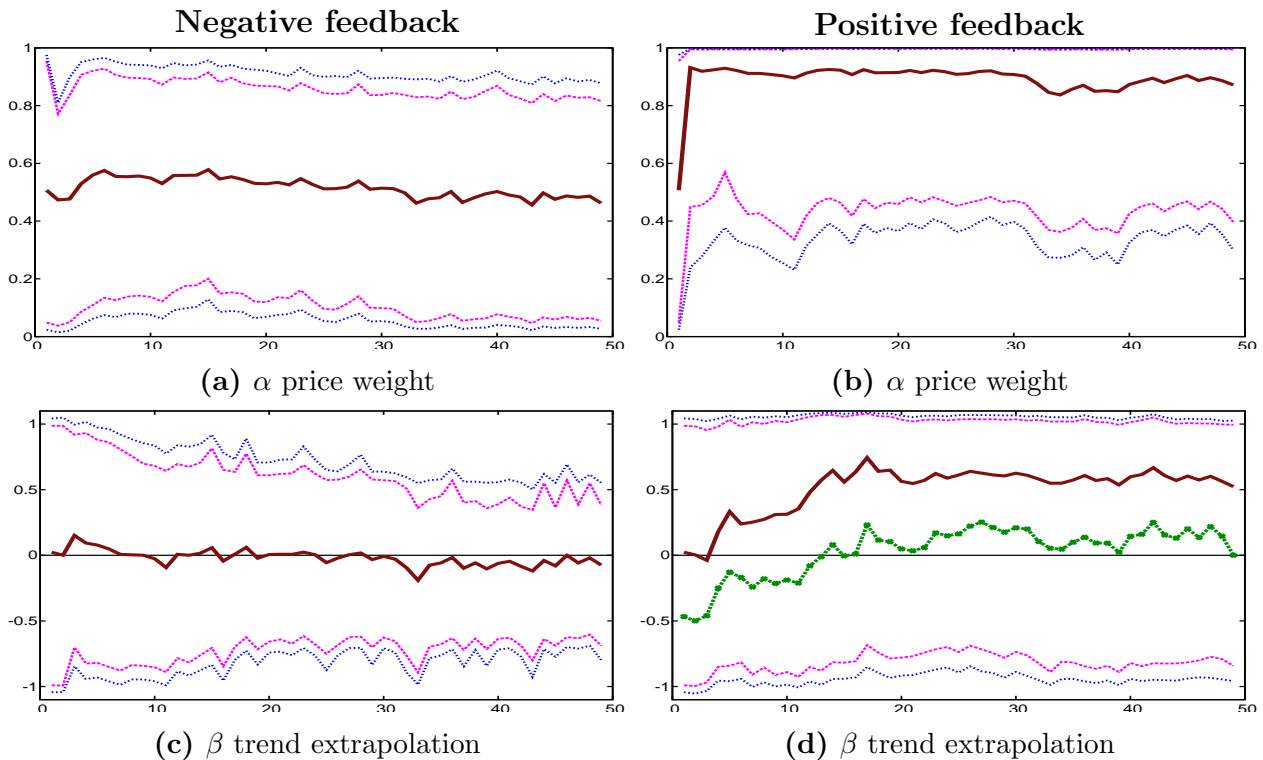 Negative feedback
Positive feedback
1
0.8
0.6
0.4
0.2
0
0 10 20 30 40 50
(a) α price weight
1
0.8
0.6
0.4
0.2
0
0 10 20 30 40 50
(b) α price weight
1
0.5
0
-0.5
-1
0 10 20 30 40 50
(c) β trend extrapolation
1
0.5
0
-0.5
-1
0 10 20 30 40 50
(d) β trend extrapolation